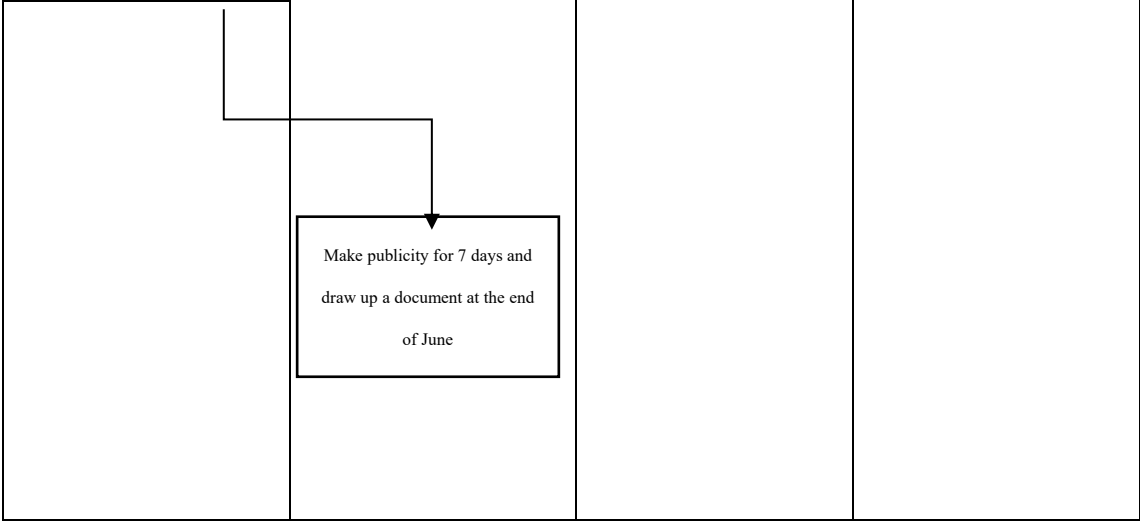 Make publicity for 7 days and
draw up a document at the end
of June